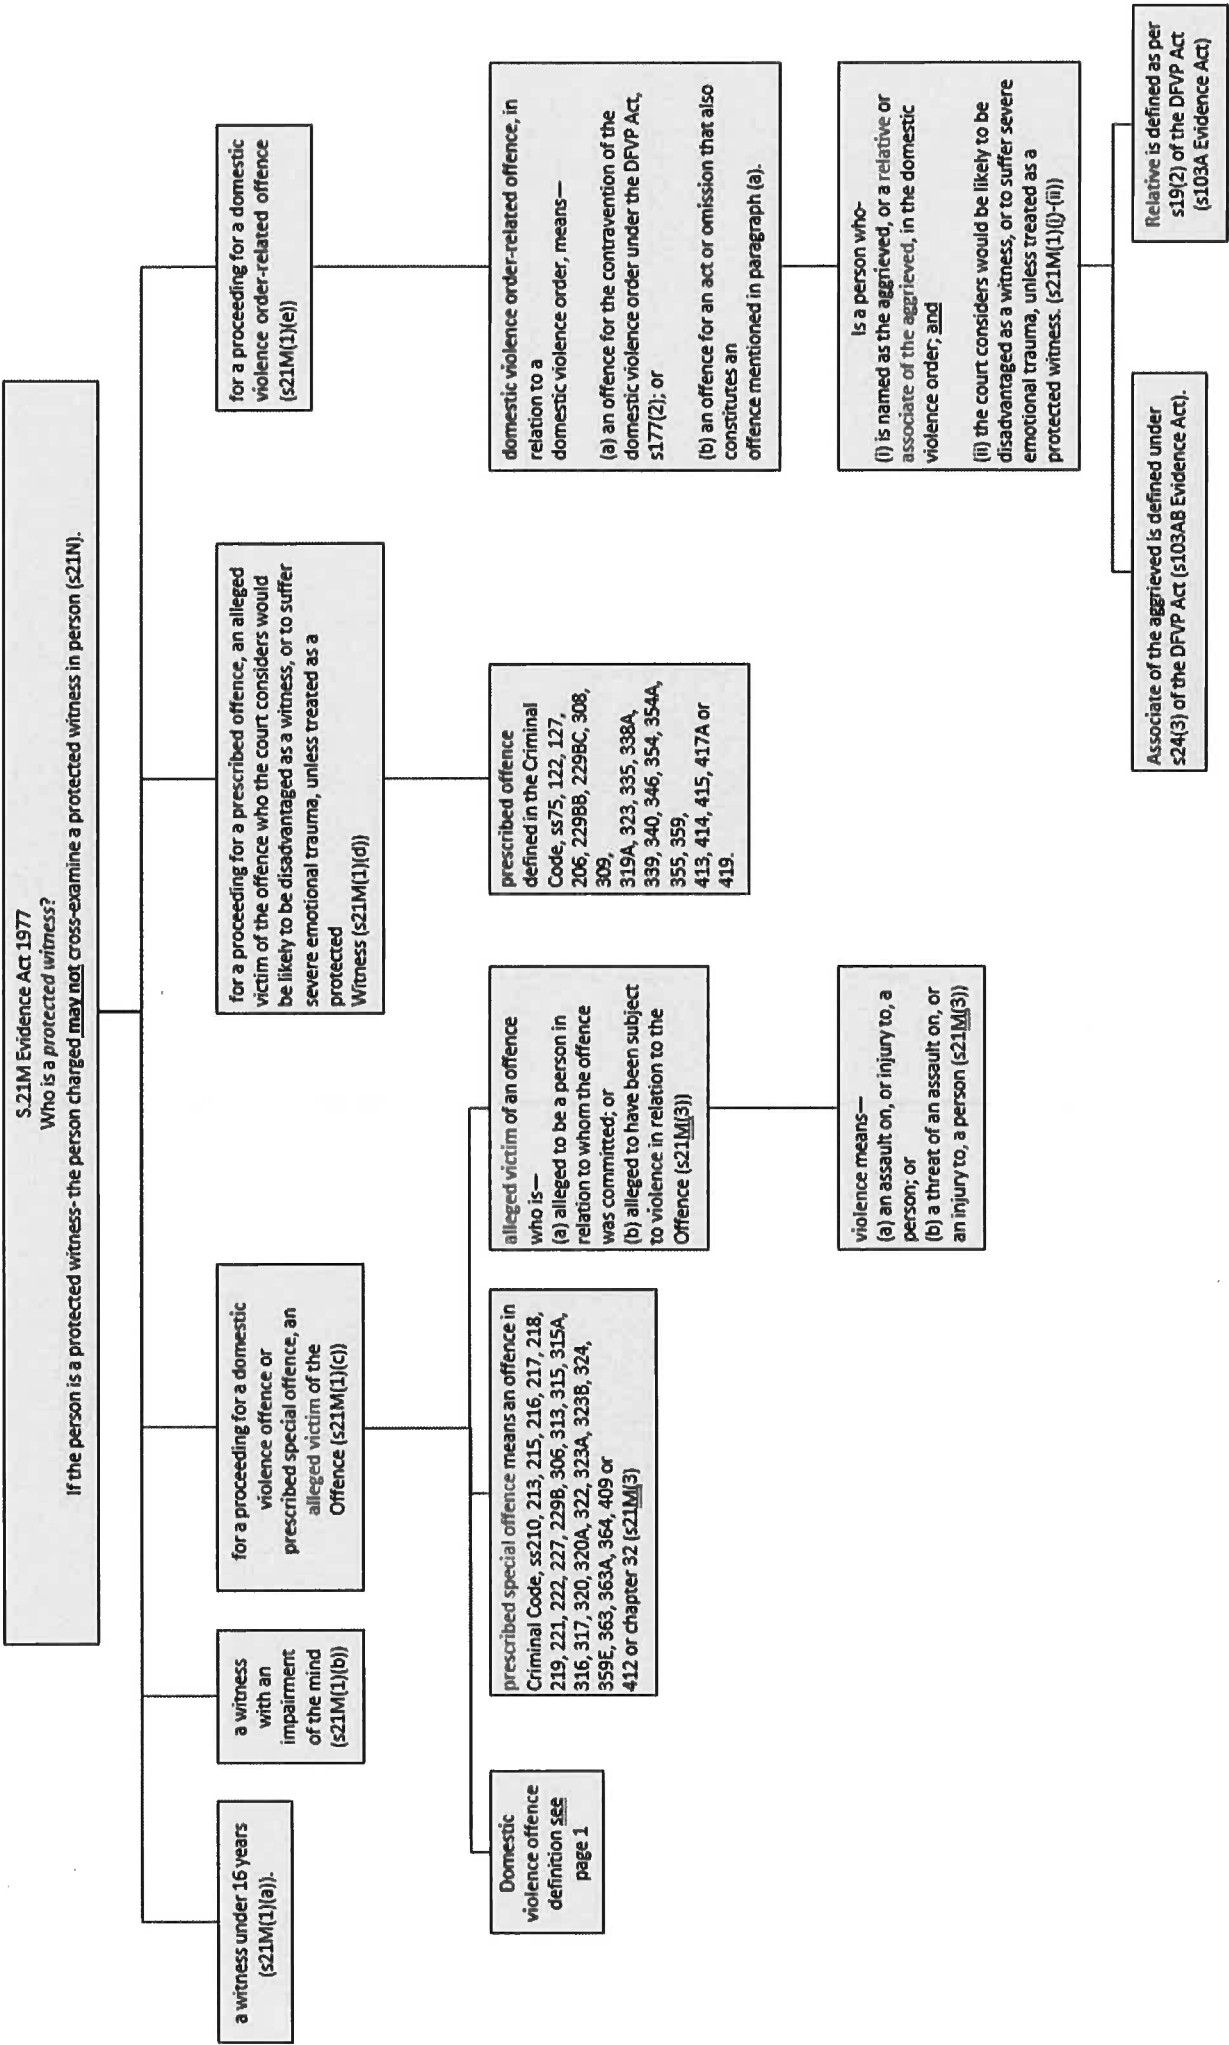 S.21M Evidence Act 1977
Who is a protected witness?
If the person is a protected witness- the person charged may not cross-examine a protected witness in person (s21N).
a witness under 16 years
(s21M(1)(a)).
a witness
with an
impairment
of the mind
(s21M(1)(b))
for a proceeding for a domestic
violence offence or
prescribed special offence, an
alleged victim of the
Offence (s21M(1)(c))
Domestic
violence offence
definition see
page 1
prescribed special offence means an offence in
Criminal Code, ss210, 213, 215, 216, 217, 218,
219, 221, 222, 227, 229B, 306, 313, 315, 315A,
316, 317, 320, 320A, 322, 323A, 323B, 324,
359E, 363, 363A, 364, 409 or
412 or chapter 32 (s21M(3)
alleged victim of an offence
who is—
(a) alleged to be a person in
relation to whom the offence
was committed; or
(b) alleged to have been subject
to violence in relation to the
Offence (s21M(3))
violence means—
(a) an assault on, or injury to, a
person; or
(b) a threat of an assault on, or
an injury to, a person (s21M(3))
for a proceeding for a prescribed offence, an alleged
victim of the offence who the court considers would
be likely to be disadvantaged as a witness, or to suffer
severe emotional trauma, unless treated as a
protected
Witness (s21M(1)(d))
prescribed offence
defined in the Criminal
Code, ss75, 122, 127,
206, 229BB, 229BC, 308,
309,
319A, 323, 335, 338A,
339, 340, 346, 354, 354A,
355, 359,
413, 414, 415, 417A or
419.
for a proceeding for a domestic
violence order-related offence
(s21M(1)(e))
domestic violence order-related offence, in
relation to a
domestic violence order, means—
(a) an offence for the contravention of the
domestic violence order under the DFVP Act,
s177(2); or
(b) an offence for an act or omission that also
constitutes an
offence mentioned in paragraph (a).
Is a person who-
(i) is named as the aggrieved, or a relative or
associate of the aggrieved, in the domestic
violence order; and
(ii) the court considers would be likely to be
disadvantaged as a witness, or to suffer severe
emotional trauma, unless treated as a
protected witness. (s21M(1)(i)-(ii))
Associate of the aggrieved is defined under
s24(3) of the DFVP Act (s103AB Evidence Act).
Relative is defined as per
s19(2) of the DFVP Act
(s103A Evidence Act)